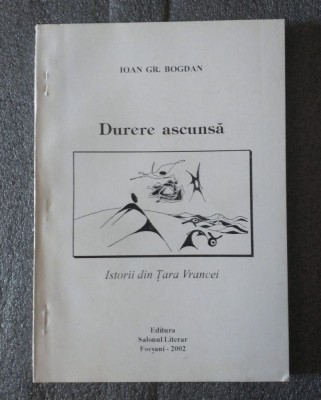 IOAN GR. BOGDAN
Durere ascunsă
Istorii din Țara Vrancei
Editura
Salonul Literar
Focșani - 2002